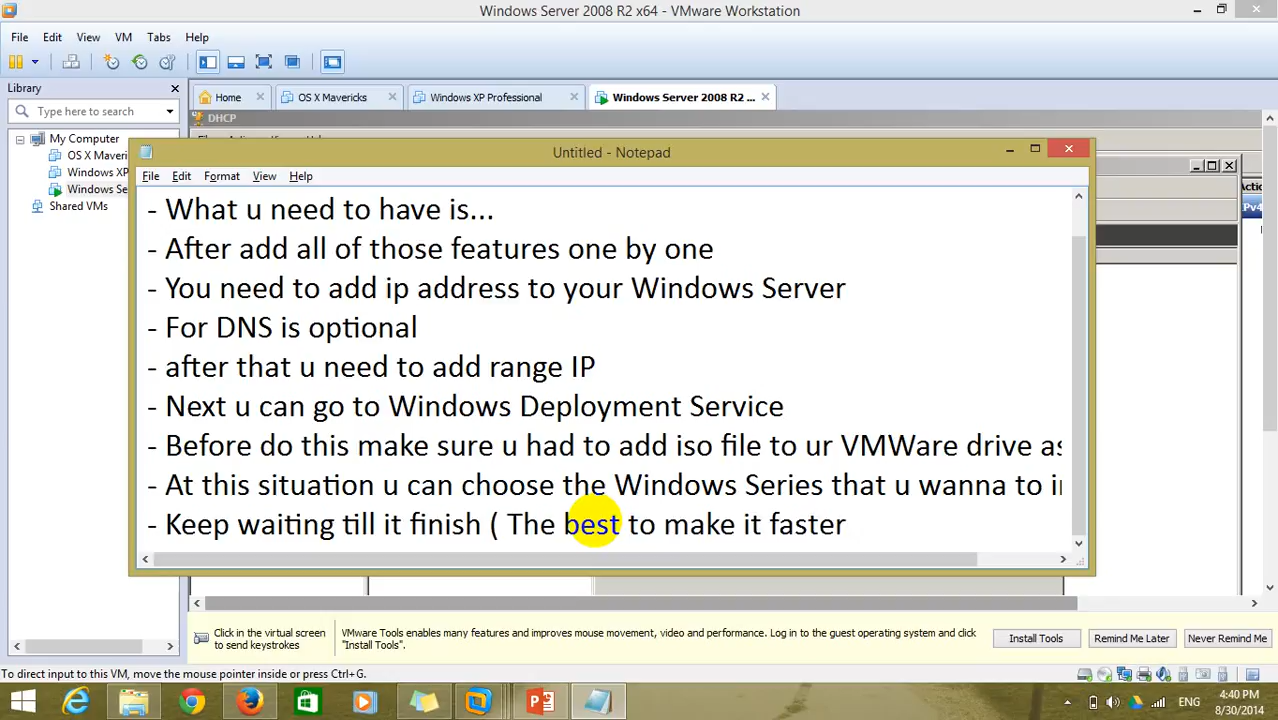 Windows Server 2008 R2 x64 - VMware Workstation
File Edit View VM Tabs Help
Library
Type here to search
My Computer
OS X Maveri
Windows XP
Windows Se
Shared VMs
Home
OS X Mavericks
Windows XP Professional
Windows Server 2008 R2 ...
DHCP
Untitled - Notepad
File Edit Format View Help
- What u need to have is...
- After add all of those features one by one
- You need to add ip address to your Windows Server
- For DNS is optional
- after that u need to add range IP
- Next u can go to Windows Deployment Service
- Before do this make sure u had to add iso file to ur VMWare drive as
- At this situation u can choose the Windows Series that u wanna to i
- Keep waiting till it finish ( The best to make it faster
Click in the virtual screen
to send keystrokes
VMware Tools enables many features and improves mouse movement, video and performance. Log in to the guest operating system and click
"Install Tools".
Install Tools
Remind Me Later
Never Remind Me
To direct input to this VM, move the mouse pointer inside or press Ctrl+G.
ENG
4:40 PM
8/30/2014